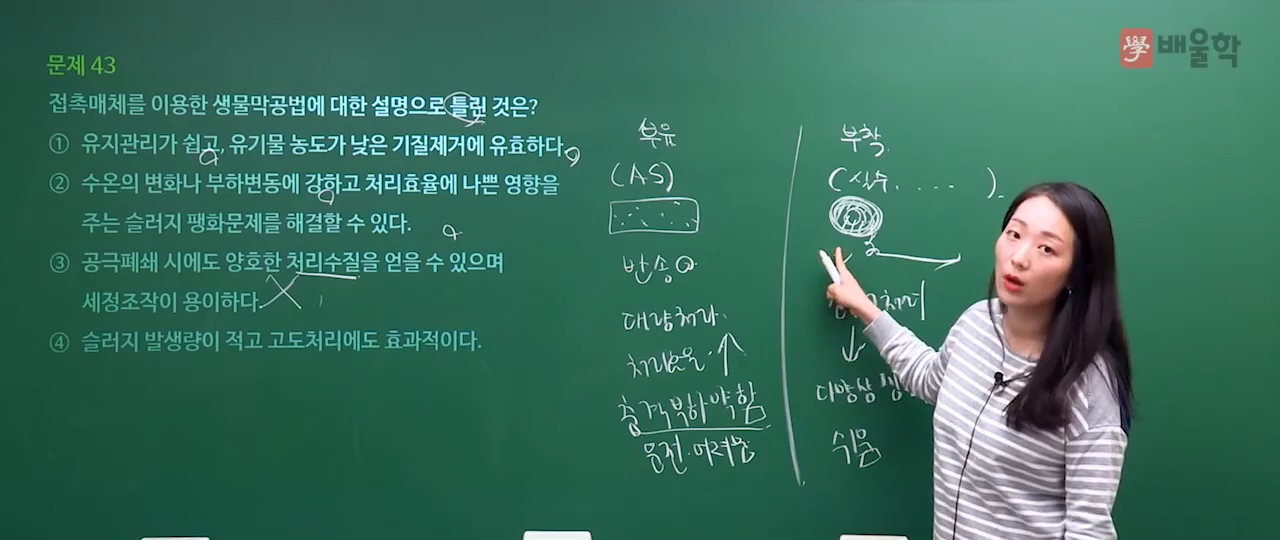 學 배울학
문제 43
접촉매체를 이용한 생물막공법에 대한 설명으로 틀린 것은?
① 유지관리가 쉽고, 유기물 농도가 낮은 기질제거에 유효하다.
② 수온의 변화나 부하변동에 강하고 처리효율에 나쁜 영향을
주는 슬러지 팽화문제를 해결할 수 있다.
③ 공극폐쇄 시에도 양호한 처리수질을 얻을 수 있으며
세정조작이 용이하다.
④ 슬러지 발생량이 적고 고도처리에도 효과적이다.
부유
(AS)
반송
대량처리
처리효율 ↑
충격부하 약함
운전·어려움
부착
(살수. . . . . ).
↓
다양상
쉬움